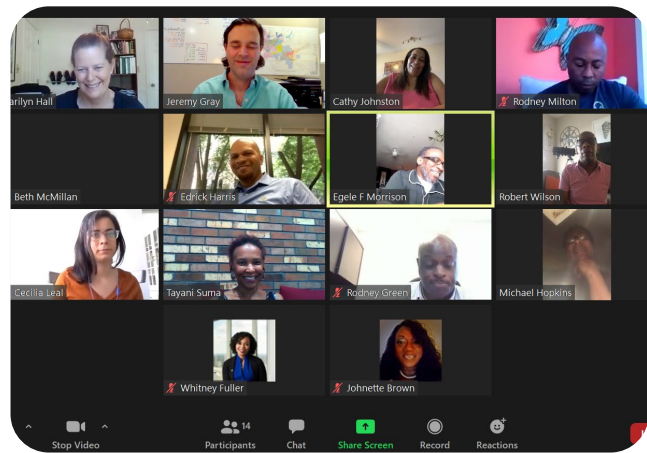 arilyn Hall
Jeremy Gray
Cathy Johnston
Rodney Milton
Beth McMillan
Edrick Harris
Egele F Morrison
Robert Wilson
Cecilia Leal
Tayani Suma
Rodney Green
Michael Hopkins
Whitney Fuller
Johnette Brown
14
Stop Video
Participants
Chat
Share Screen
Record
Reactions